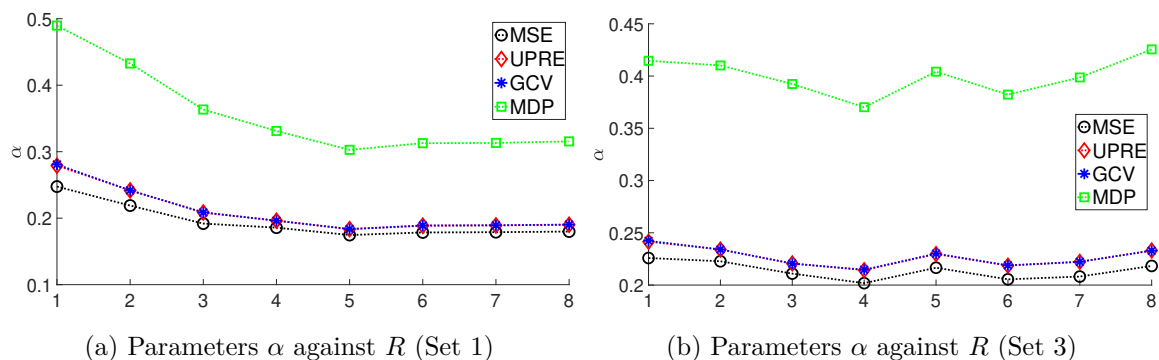 0.5
0.4
0.3
0.2
0.1
α
1 2 3 4 5 6 7 8
MSE
UPRE
GCV
MDP
(a) Parameters α against R (Set 1)
0.45
0.4
0.35
0.3
0.25
0.2
α
1 2 3 4 5 6 7 8
MSE
UPRE
GCV
MDP
(b) Parameters α against R (Set 3)